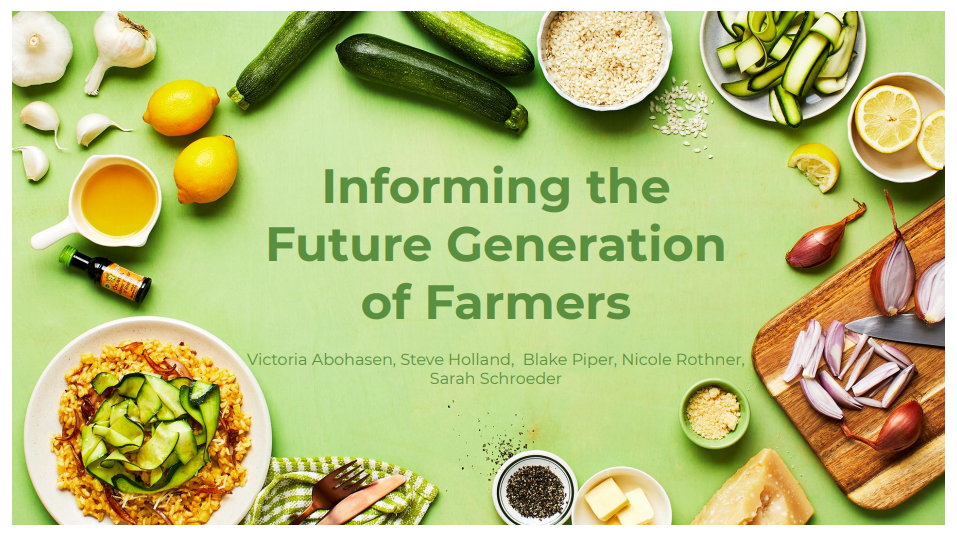 Informing the
Future Generation
of Farmers
Victoria Abohasen, Steve Holland,  Blake Piper, Nicole Rothner,
Sarah Schroeder